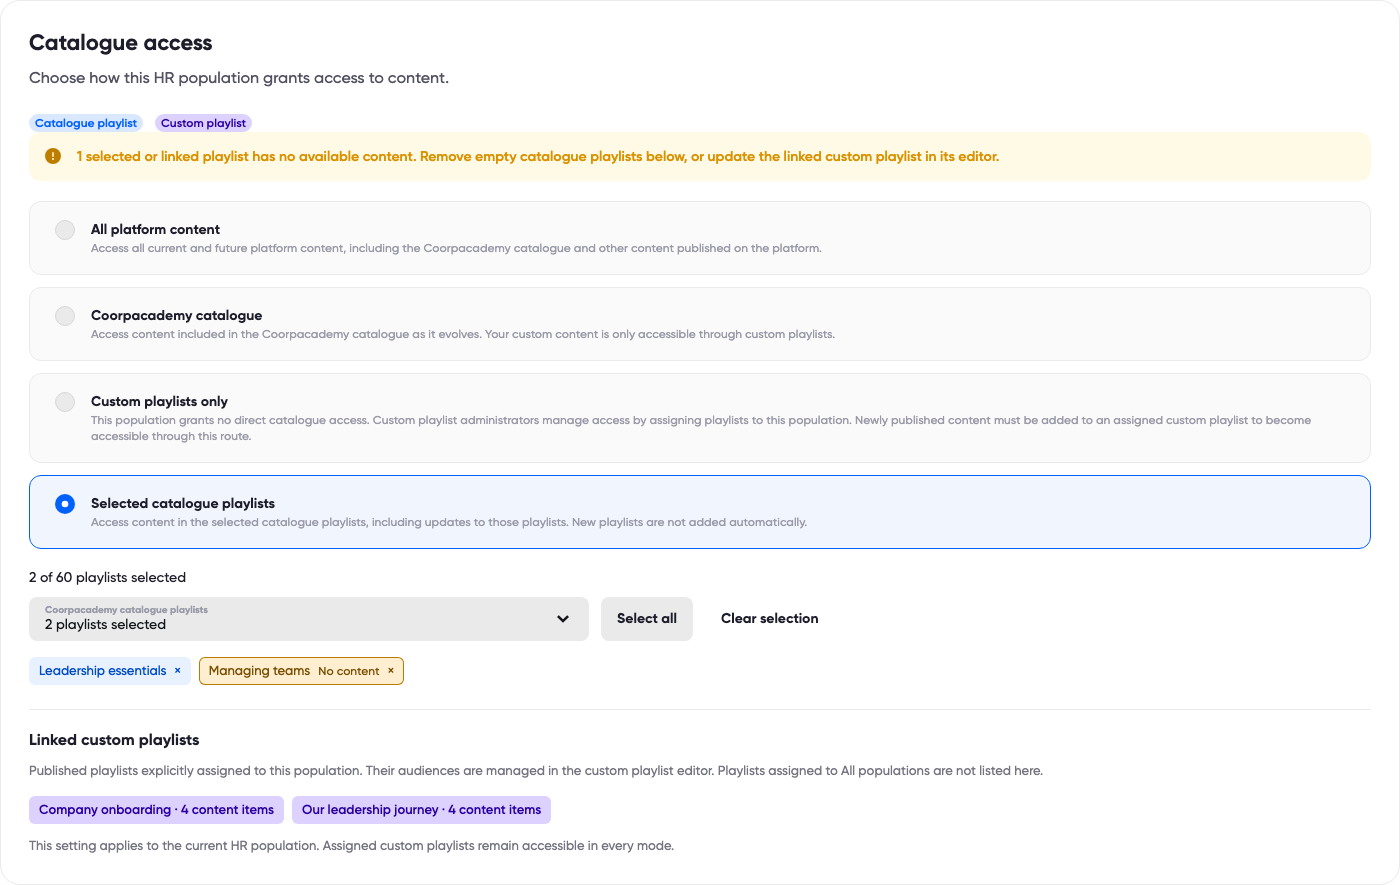 Catalogue access
Choose how this HR population grants access to content.
Catalogue playlist Custom playlist
! 1 selected or linked playlist has no available content. Remove empty catalogue playlists below, or update the linked custom playlist in its editor.
All platform content
Access all current and future platform content, including the Coorpacademy catalogue and other content published on the platform.
Coorpacademy catalogue
Access content included in the Coorpacademy catalogue as it evolves. Your custom content is only accessible through custom playlists.
Custom playlists only
This population grants no direct catalogue access. Custom playlist administrators manage access by assigning playlists to this population. Newly published content must be added to an assigned custom playlist to become
accessible through this route.
Selected catalogue playlists
Access content in the selected catalogue playlists, including updates to those playlists. New playlists are not added automatically.
2 of 60 playlists selected
Coorpacademy catalogue playlists
2 playlists selected
Select all
Clear selection
Leadership essentials ×
Managing teams No content ×
Linked custom playlists
Published playlists explicitly assigned to this population. Their audiences are managed in the custom playlist editor. Playlists assigned to All populations are not listed here.
Company onboarding · 4 content items
Our leadership journey · 4 content items
This setting applies to the current HR population. Assigned custom playlists remain accessible in every mode.